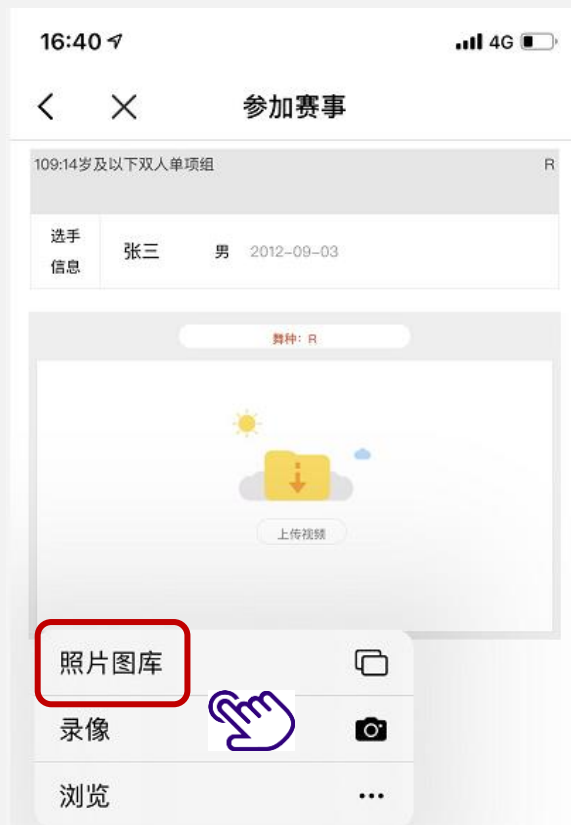 16:40 4G
参加赛事
109:14岁及以下双人单项组 R
选手
信息
张三 男 2012-09-03
舞种：R
上传视频
照片图库
录像
浏览